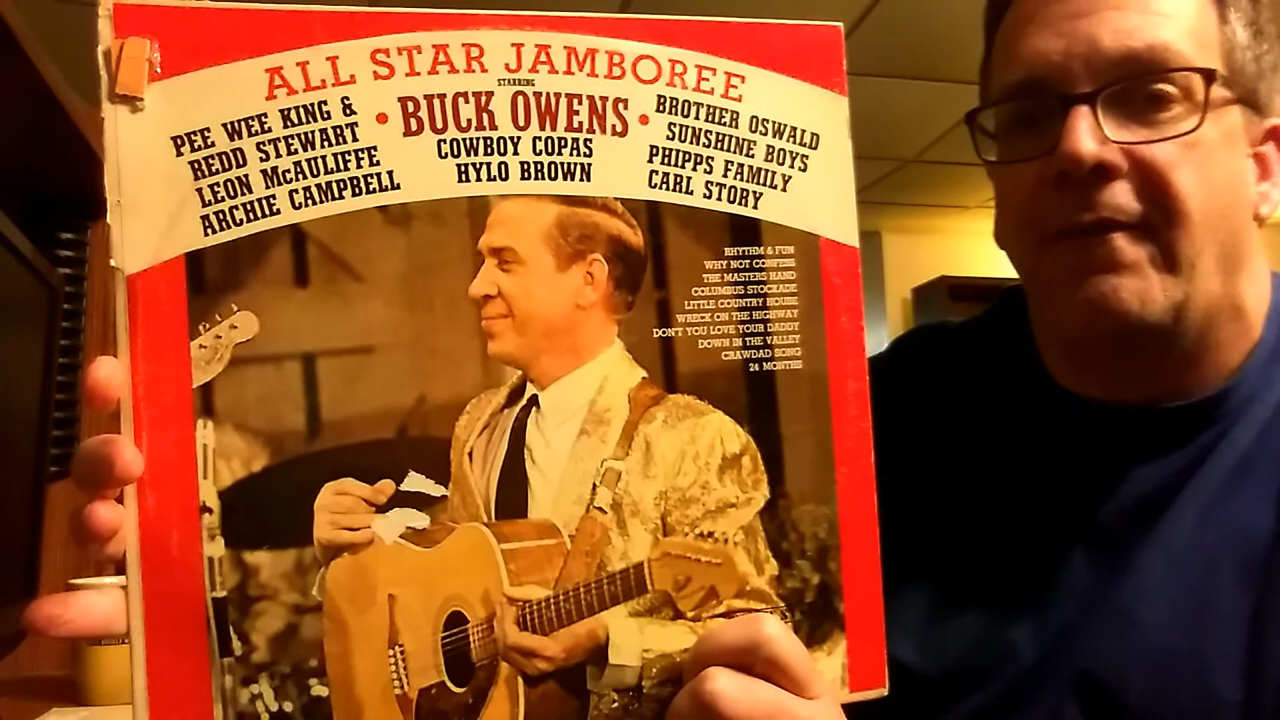 ALL STAR JAMBOREE
STARRING
PEE WEE KING &
REDD STEWART
LEON McAULIFFE
ARCHIE CAMPBELL
• BUCK OWENS •
COWBOY COPAS
HYLO BROWN
BROTHER OSWALD
SUNSHINE BOYS
PHIPPS FAMILY
CARL STORY
RHYTHM & FUN
WHY NOT CONFESS
THE MASTERS HAND
COLUMBUS STOCKADE
LITTLE COUNTRY HOUSE
WRECK ON THE HIGHWAY
DON'T YOU LOVE YOUR DADDY
DOWN IN THE VALLEY
CRAWDAD SONG
24 MONTHS